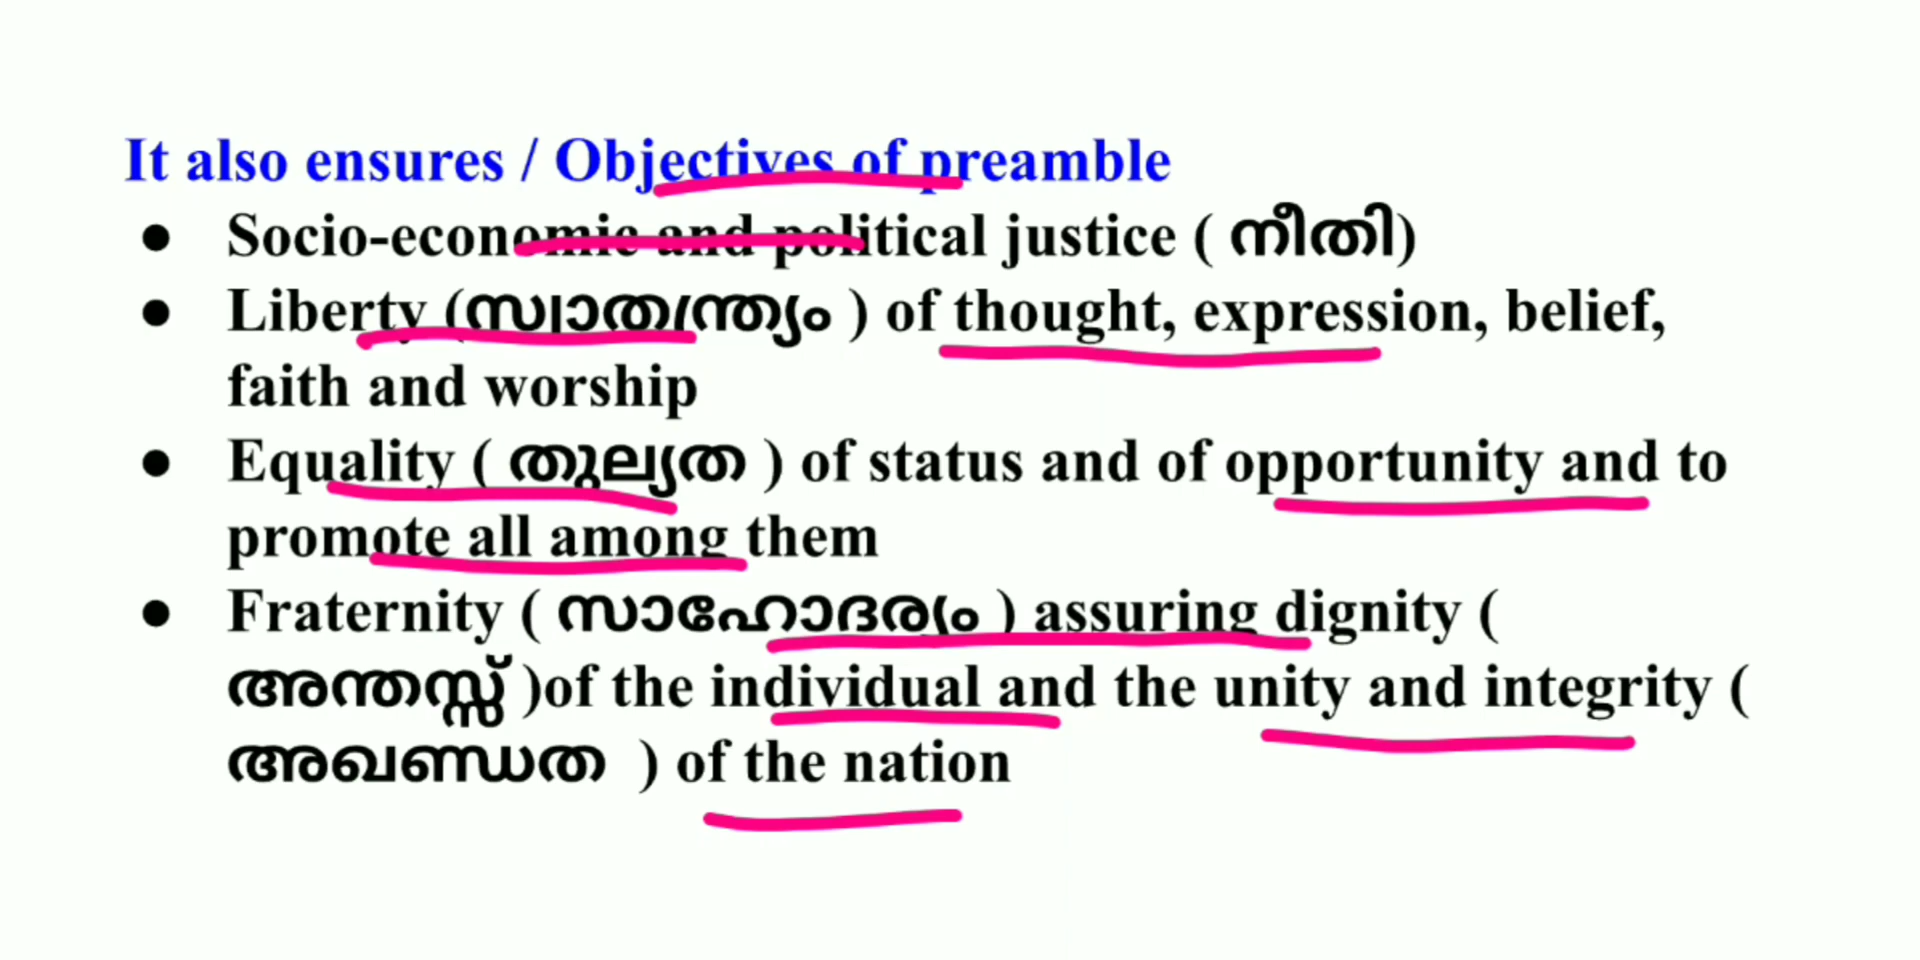 It also ensures / Objectives of preamble
● Socio-economic and political justice ( നീതി)
● Liberty (സ്വാതന്ത്ര്യം ) of thought, expression, belief,
faith and worship
● Equality ( തുല്യത ) of status and of opportunity and to
promote all among them
● Fraternity ( സാഹോദര്യം ) assuring dignity (
അന്തസ്സ് )of the individual and the unity and integrity (
അഖണ്ഡത ) of the nation